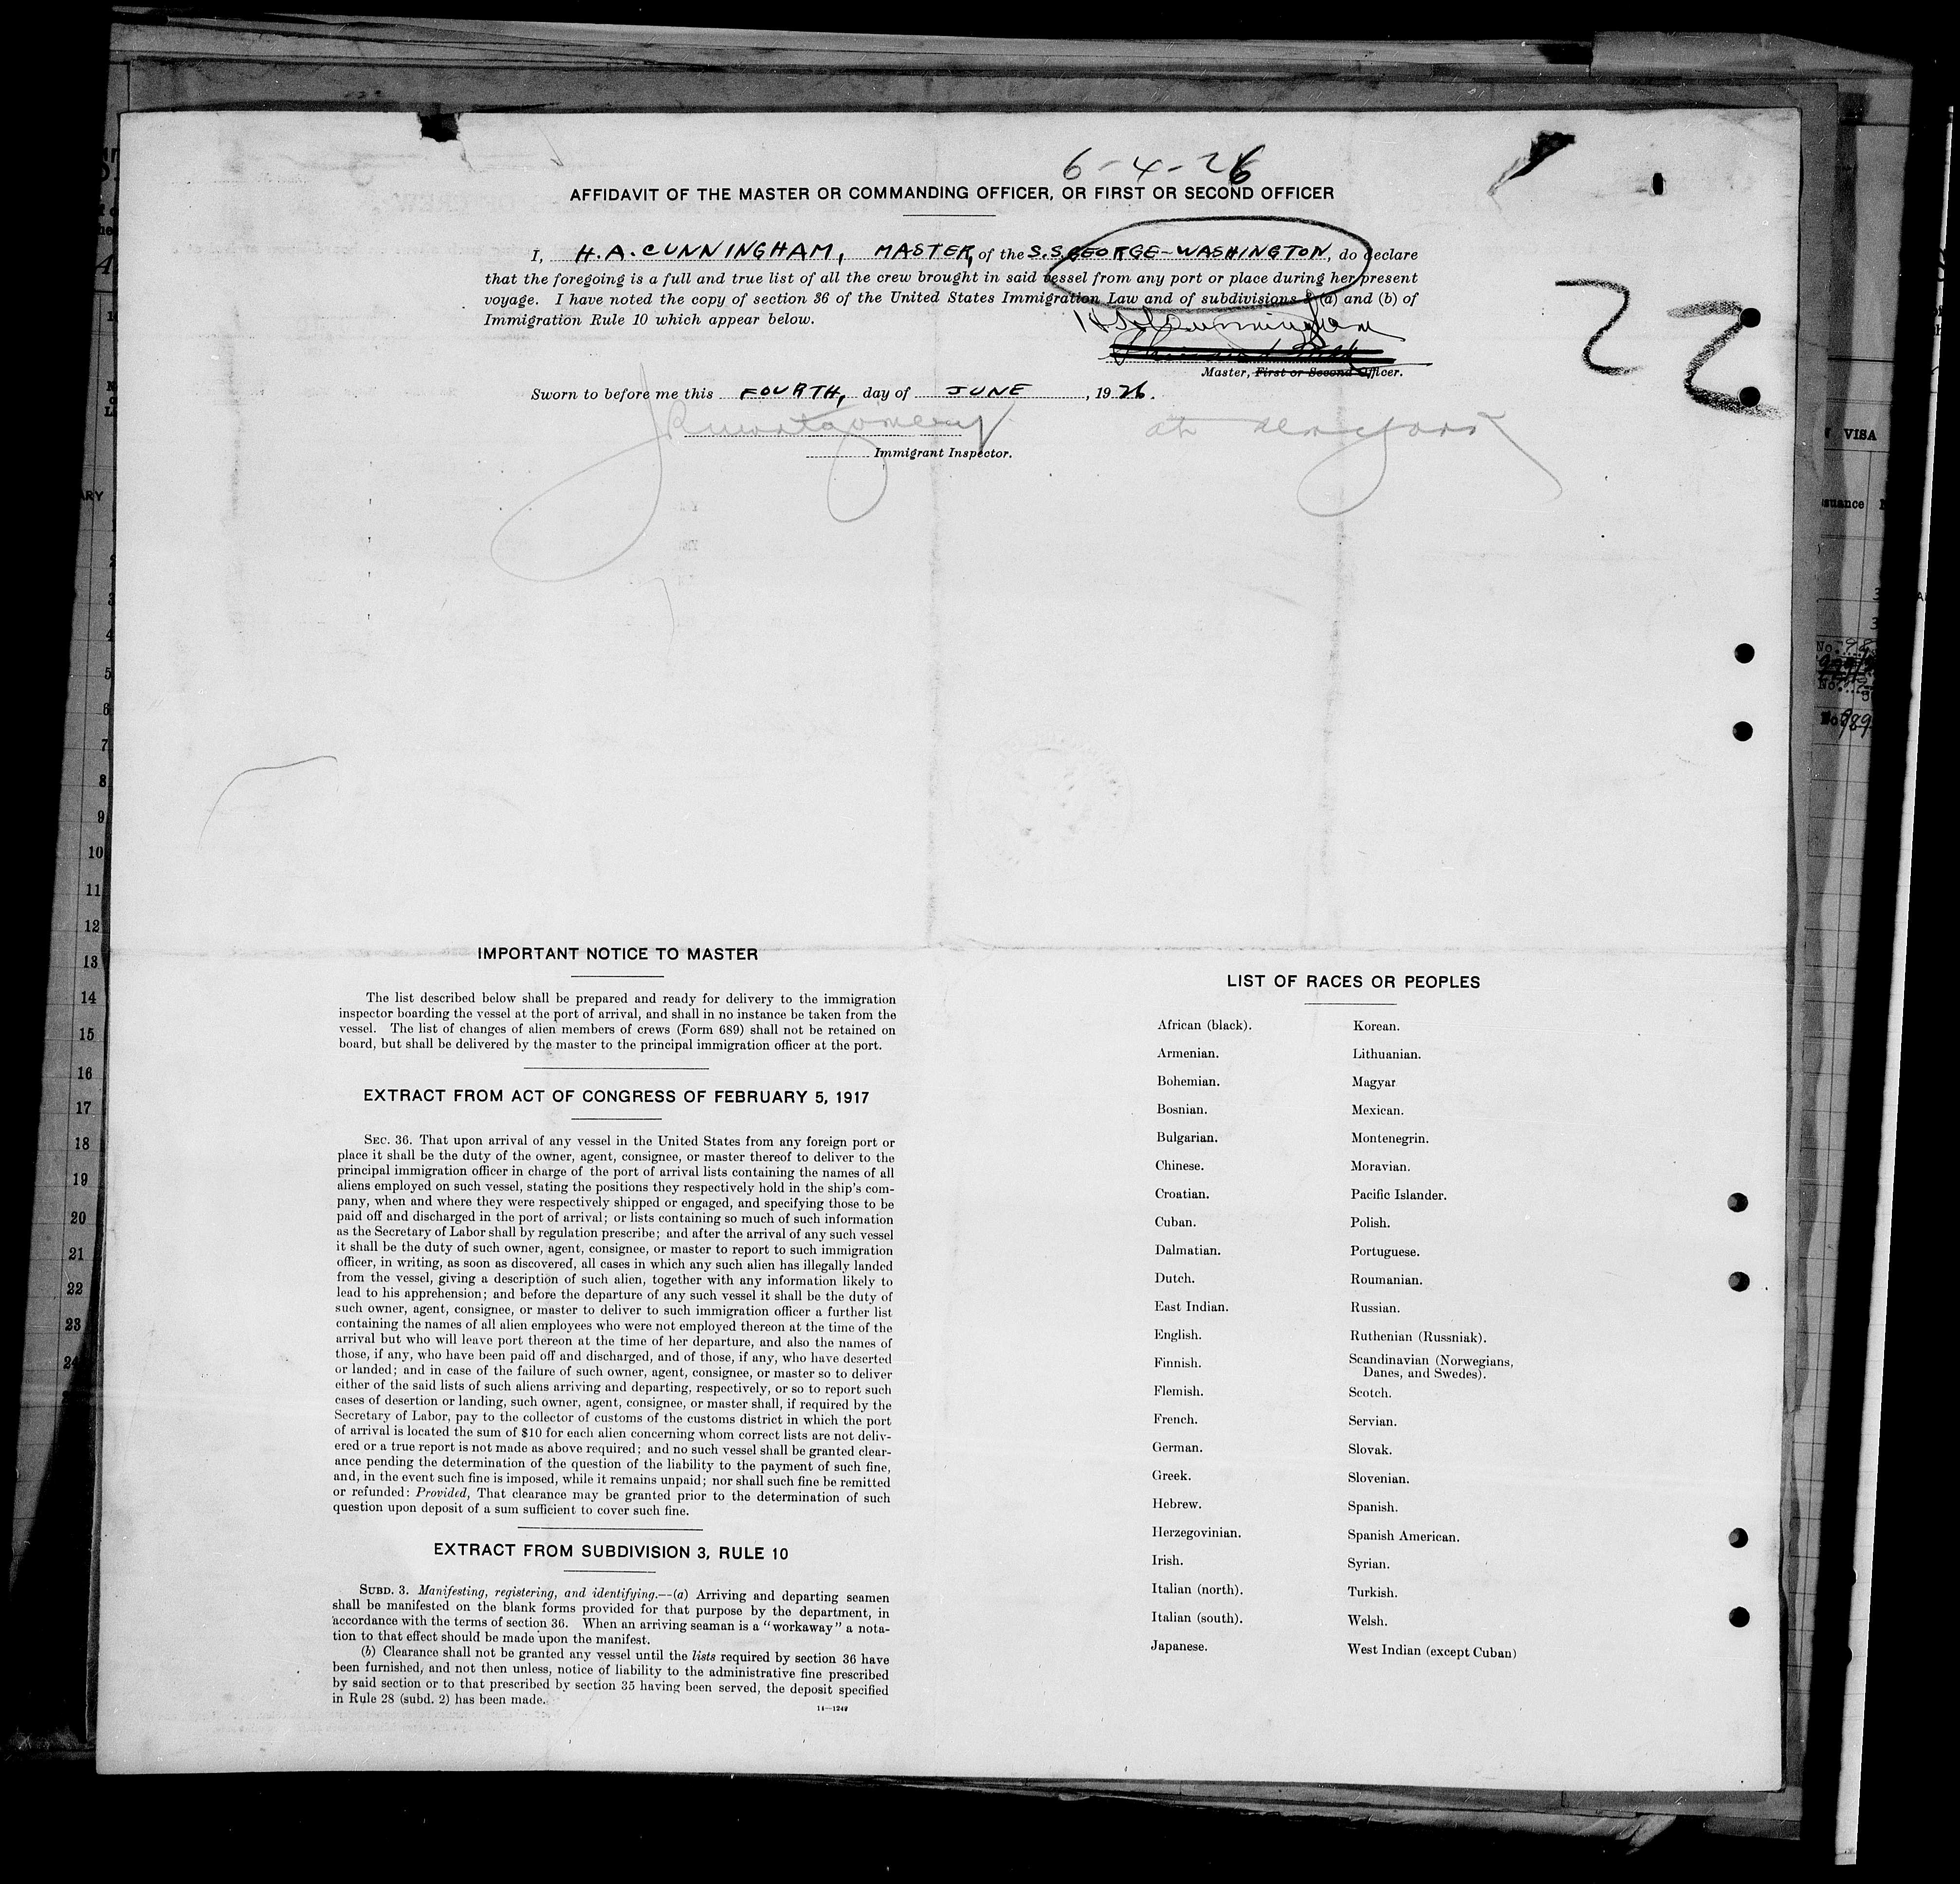 6-4-26
AFFIDAVIT OF THE MASTER OR COMMANDING OFFICER, OR FIRST OR SECOND OFFICER
I, H.A. CUNNINGHAM, MASTER, of the S.S. GEORGE-WASHINGTON, do declare
that the foregoing is a full and true list of all the crew brought in said vessel from any port or place during her present
voyage. I have noted the copy of section 36 of the United States Immigration Law and of subdivisions (a) and (b) of
Immigration Rule 10 which appear below.
22
H A Cunningham
Master, First or Second Officer.
Sworn to before me this FOURTH, day of JUNE, 1926.
JR Montgomery at New York
Immigrant Inspector.
IMPORTANT NOTICE TO MASTER
The list described below shall be prepared and ready for delivery to the immigration
inspector boarding the vessel at the port of arrival, and shall in no instance be taken from the
vessel. The list of changes of alien members of crews (Form 689) shall not be retained on
board, but shall be delivered by the master to the principal immigration officer at the port.
EXTRACT FROM ACT OF CONGRESS OF FEBRUARY 5, 1917
SEC. 36. That upon arrival of any vessel in the United States from any foreign port or
place it shall be the duty of the owner, agent, consignee, or master thereof to deliver to the
principal immigration officer in charge of the port of arrival lists containing the names of all
aliens employed on such vessel, stating the positions they respectively hold in the ship's com-
pany, when and where they were respectively shipped or engaged, and specifying those to be
paid off and discharged in the port of arrival; or lists containing so much of such information
as the Secretary of Labor shall by regulation prescribe; and after the arrival of any such vessel
it shall be the duty of such owner, agent, consignee, or master to report to such immigration
officer, in writing, as soon as discovered, all cases in which any such alien has illegally landed
from the vessel, giving a description of such alien, together with any information likely to
lead to his apprehension; and before the departure of any such vessel it shall be the duty of
such owner, agent, consignee, or master to deliver to such immigration officer a further list
containing the names of all alien employees who were not employed thereon at the time of the
arrival but who will leave port thereon at the time of her departure, and also the names of
those, if any, who have been paid off and discharged, and of those, if any, who have deserted
or landed; and in case of the failure of such owner, agent, consignee, or master so to deliver
either of the said lists of such aliens arriving and departing, respectively, or so to report such
cases of desertion or landing, such owner, agent, consignee, or master shall, if required by the
Secretary of Labor, pay to the collector of customs of the customs district in which the port
of arrival is located the sum of $10 for each alien concerning whom correct lists are not deliv-
ered or a true report is not made as above required; and no such vessel shall be granted clear-
ance pending the determination of the question of the liability to the payment of such fine,
and, in the event such fine is imposed, while it remains unpaid; nor shall such fine be remitted
or refunded: Provided, That clearance may be granted prior to the determination of such
question upon deposit of a sum sufficient to cover such fine.
EXTRACT FROM SUBDIVISION 3, RULE 10
SUBD. 3. Manifesting, registering, and identifying.--(a) Arriving and departing seamen
shall be manifested on the blank forms provided for that purpose by the department, in
accordance with the terms of section 36. When an arriving seaman is a "workaway" a nota-
tion to that effect should be made upon the manifest.
(b) Clearance shall not be granted any vessel until the lists required by section 36 have
been furnished, and not then unless, notice of liability to the administrative fine prescribed
by said section or to that prescribed by section 35 having been served, the deposit specified
in Rule 28 (subd. 2) has been made.
14—1249
LIST OF RACES OR PEOPLES
African (black).
Armenian.
Bohemian.
Bosnian.
Bulgarian.
Chinese.
Croatian.
Cuban.
Dalmatian.
Dutch.
East Indian.
English.
Finnish.
Flemish.
French.
German.
Greek.
Hebrew.
Herzegovinian.
Irish.
Italian (north).
Italian (south).
Japanese.
Korean.
Lithuanian.
Magyar
Mexican.
Montenegrin.
Moravian.
Pacific Islander.
Polish.
Portuguese.
Roumanian.
Russian.
Ruthenian (Russniak).
Scandinavian (Norwegians,
Danes, and Swedes).
Scotch.
Servian.
Slovak.
Slovenian.
Spanish.
Spanish American.
Syrian.
Turkish.
Welsh.
West Indian (except Cuban)
2
3
4
5
6
7
8
9
10
11
12
13
14
15
16
17
18
19
20
21
22
23
24
VISA